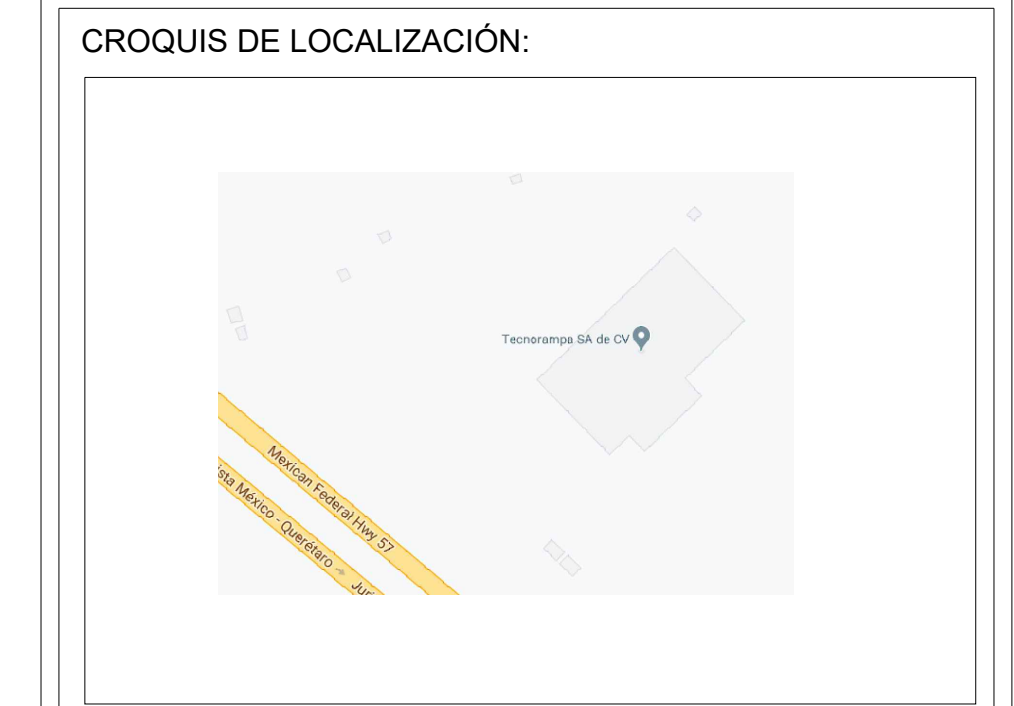 CROQUIS DE LOCALIZACIÓN:
Tecnorampa SA de CV
Mexican Federal Hwy 57
ista México - Querétaro